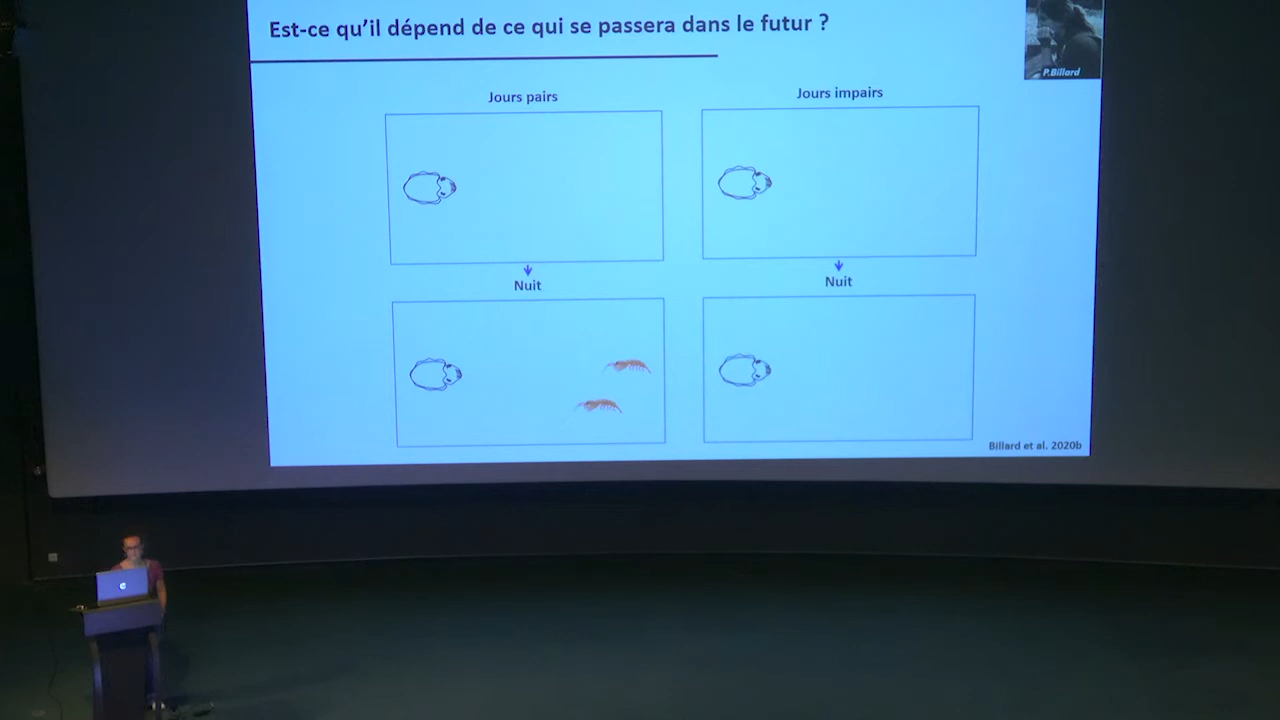 Est-ce qu'il dépend de ce qui se passera dans le futur ?
P.Billard
Jours pairs
Jours impairs
Nuit
Nuit
Billard et al. 2020b